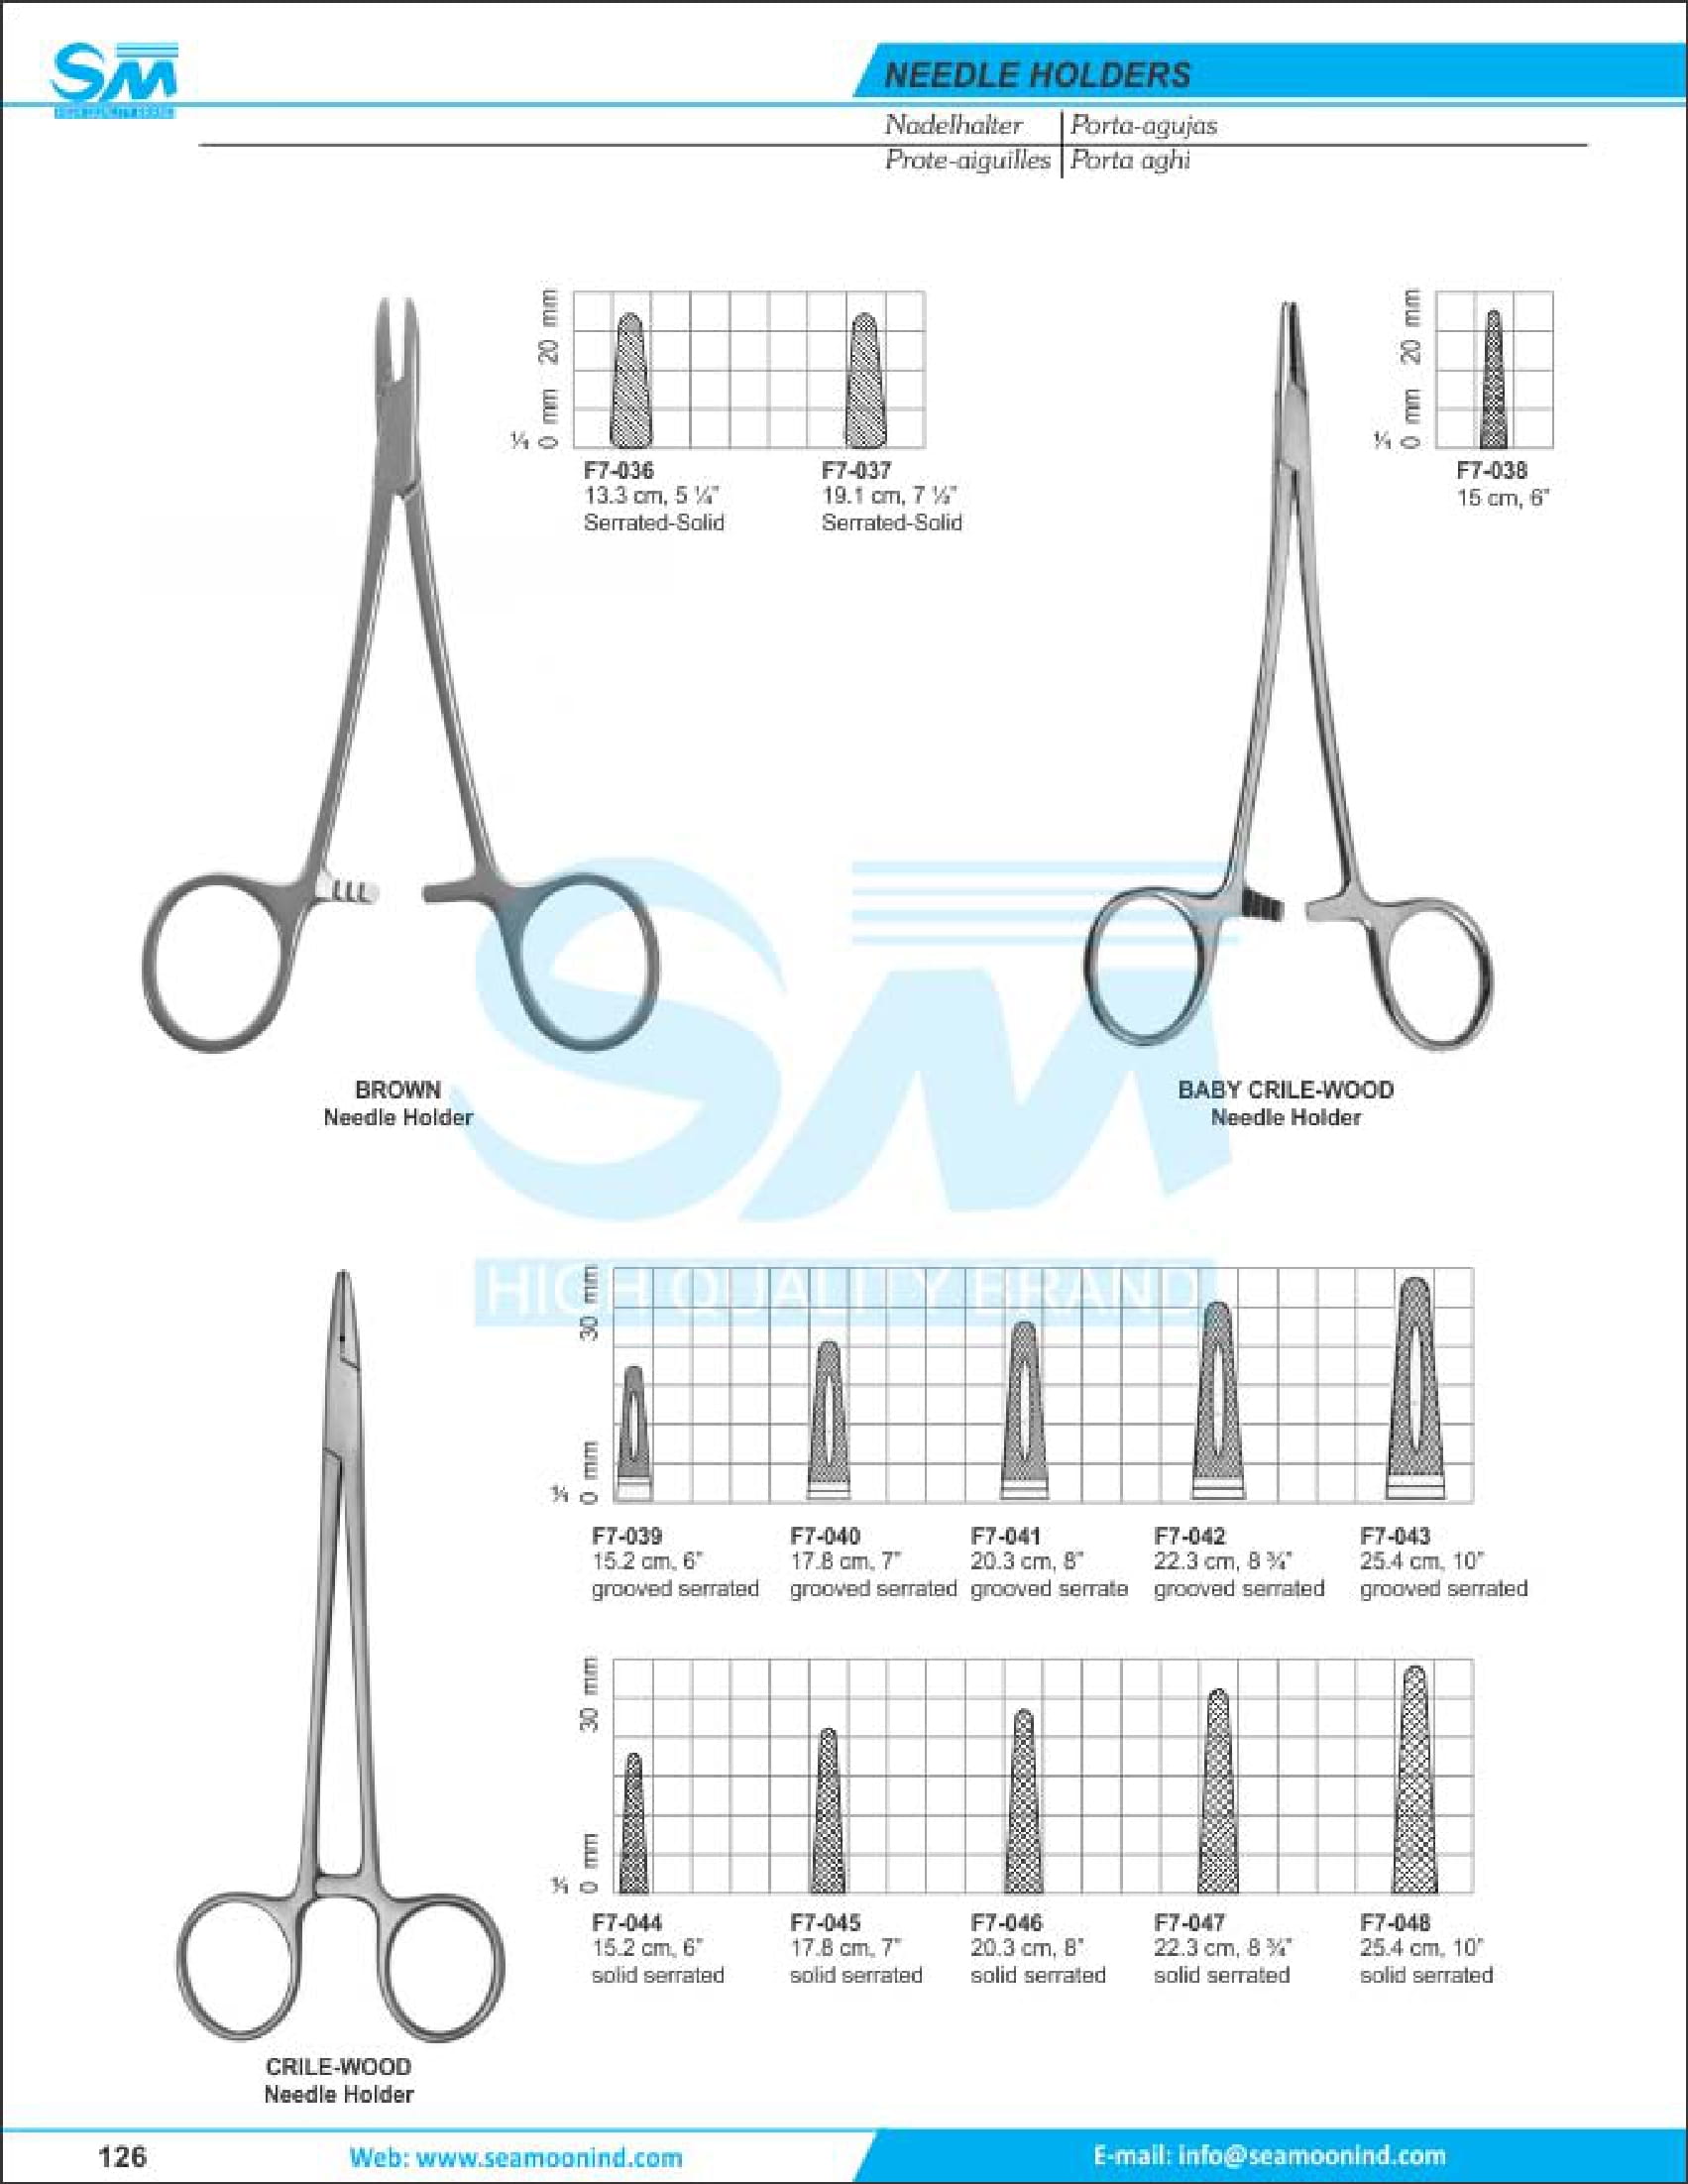 SM
NEEDLE HOLDERS
Nadelhalter
Porta-agujas
Prote-aiguilles
Porta aghi
20 mm
0 mm
1/1
F7-036
13.3 cm, 5 ¼"
Serrated-Solid
F7-037
19.1 cm, 7 ½"
Serrated-Solid
20 mm
0 mm
1/1
F7-038
15 cm, 6"
BROWN
Needle Holder
BABY CRILE-WOOD
Needle Holder
SM
HIGH QUALITY BRAND
30 mm
0 mm
F7-039
15.2 cm, 6"
grooved serrated
F7-040
17.8 cm, 7"
grooved serrated
F7-041
20.3 cm, 8"
grooved serrate
F7-042
22.3 cm, 8 ¾"
grooved serrated
F7-043
25.4 cm, 10"
grooved serrated
30 mm
0 mm
F7-044
15.2 cm, 6"
solid serrated
F7-045
17.8 cm, 7"
solid serrated
F7-046
20.3 cm, 8"
solid serrated
F7-047
22.3 cm, 8 ¾"
solid serrated
F7-048
25.4 cm, 10"
solid serrated
CRILE-WOOD
Needle Holder
126
Web: www.seamoonind.com
E-mail: info@seamoonind.com